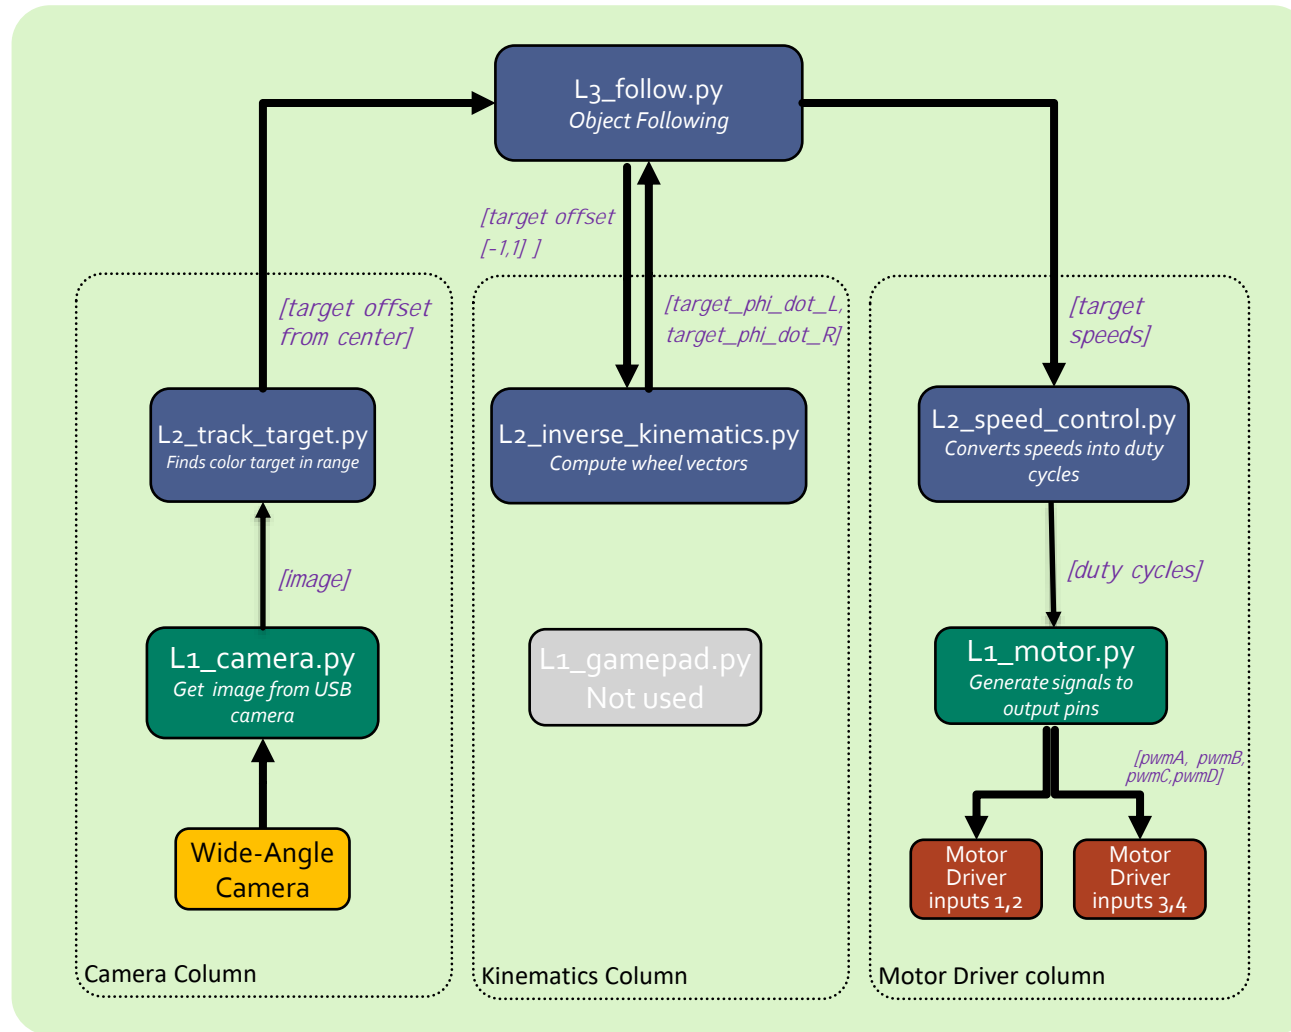 L3_follow.py
Object Following
[target offset
[-1,1] ]
[target offset
from center]
[target_phi_dot_L,
target_phi_dot_R]
[target
speeds]
L2_track_target.py
Finds color target in range
L2_inverse_kinematics.py
Compute wheel vectors
L2_speed_control.py
Converts speeds into duty
cycles
[image]
[duty cycles]
L1_camera.py
Get image from USB
camera
L1_gamepad.py
Not used
L1_motor.py
Generate signals to
output pins
[pwmA, pwmB,
pwmC,pwmD]
Wide-Angle
Camera
Motor
Driver
inputs 1,2
Motor
Driver
inputs 3,4
Camera Column
Kinematics Column
Motor Driver column